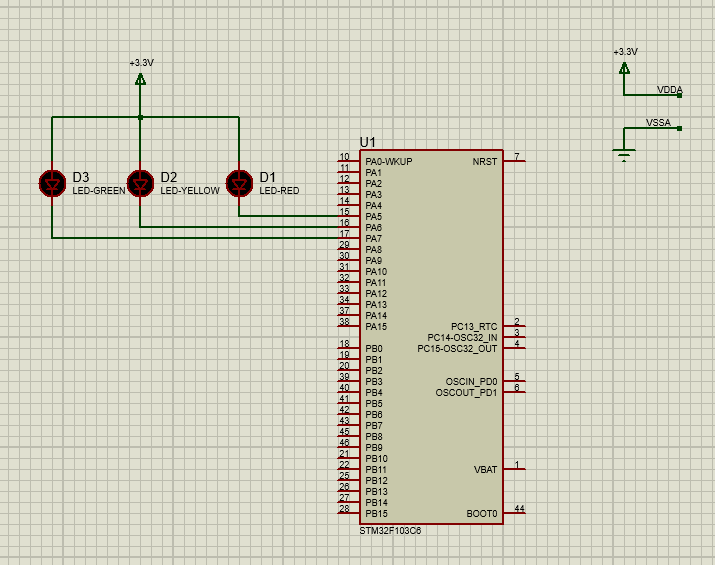 +3.3V
+3.3V
VDDA
VSSA
D3
LED-GREEN
D2
LED-YELLOW
D1
LED-RED
U1
10 PA0-WKUP NRST 7
11 PA1
12 PA2
13 PA3
14 PA4
15 PA5
16 PA6
17 PA7
29 PA8
30 PA9
31 PA10
32 PA11
33 PA12
34 PA13
37 PA14
38 PA15 PC13_RTC 2
PC14-OSC32_IN 3
18 PB0 PC15-OSC32_OUT 4
19 PB1
20 PB2
39 PB3 OSCIN_PD0 5
40 PB4 OSCOUT_PD1 6
41 PB5
42 PB6
43 PB7
45 PB8
46 PB9
21 PB10
22 PB11 VBAT 1
25 PB12
26 PB13
27 PB14
28 PB15 BOOT0 44
STM32F103C6